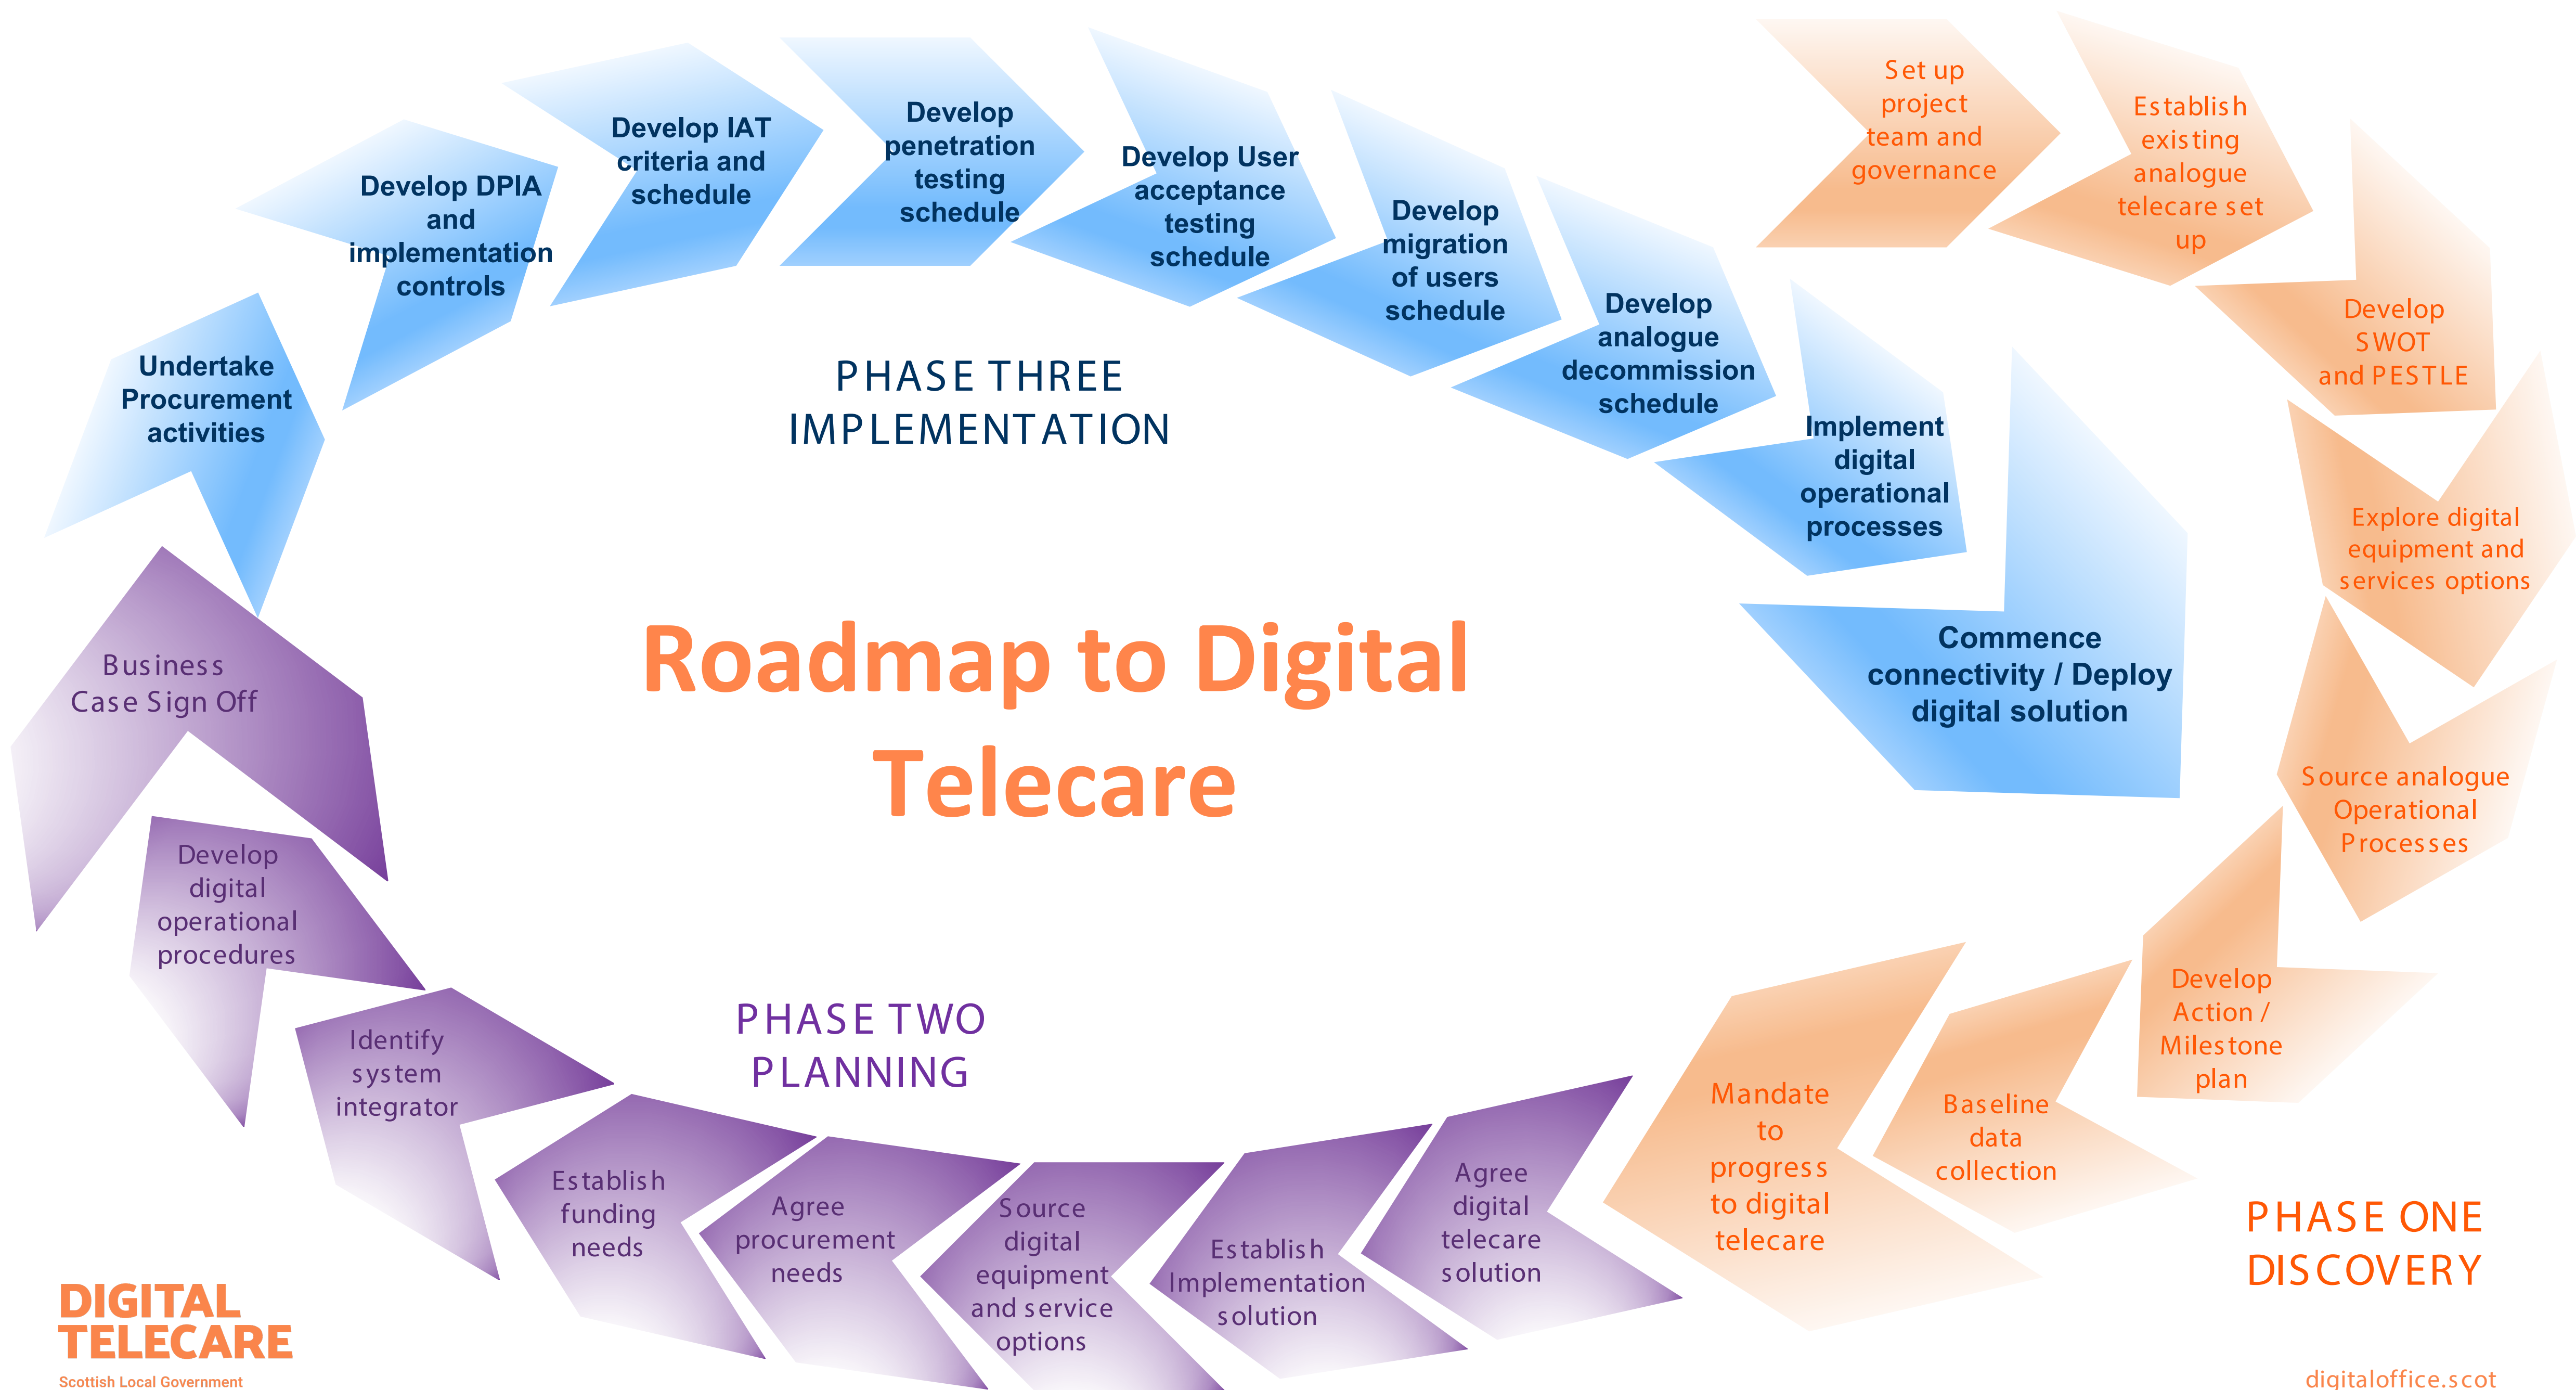 Roadmap to Digital
Telecare
Set up
project
team and
governance
Establish
existing
analogue
telecare set
up
Develop
SWOT
and PESTLE
Explore digital
equipment and
services options
Source analogue
Operational
Processes
Develop
Action /
Milestone
plan
Baseline
data
collection
Mandate
to
progress
to digital
telecare
PHASE ONE
DISCOVERY
Agree
digital
telecare
solution
Establish
Implementation
solution
Source
digital
equipment
and service
options
Agree
procurement
needs
Establish
funding
needs
Identify
system
integrator
Develop
digital
operational
procedures
Business
Case Sign Off
PHASE TWO
PLANNING
Undertake
Procurement
activities
Develop DPIA
and
implementation
controls
Develop IAT
criteria and
schedule
Develop
penetration
testing
schedule
Develop User
acceptance
testing
schedule
Develop
migration
of users
schedule
Develop
analogue
decommission
schedule
Implement
digital
operational
processes
Commence
connectivity / Deploy
digital solution
PHASE THREE
IMPLEMENTATION
DIGITAL
TELECARE
Scottish Local Government
digitaloffice.scot